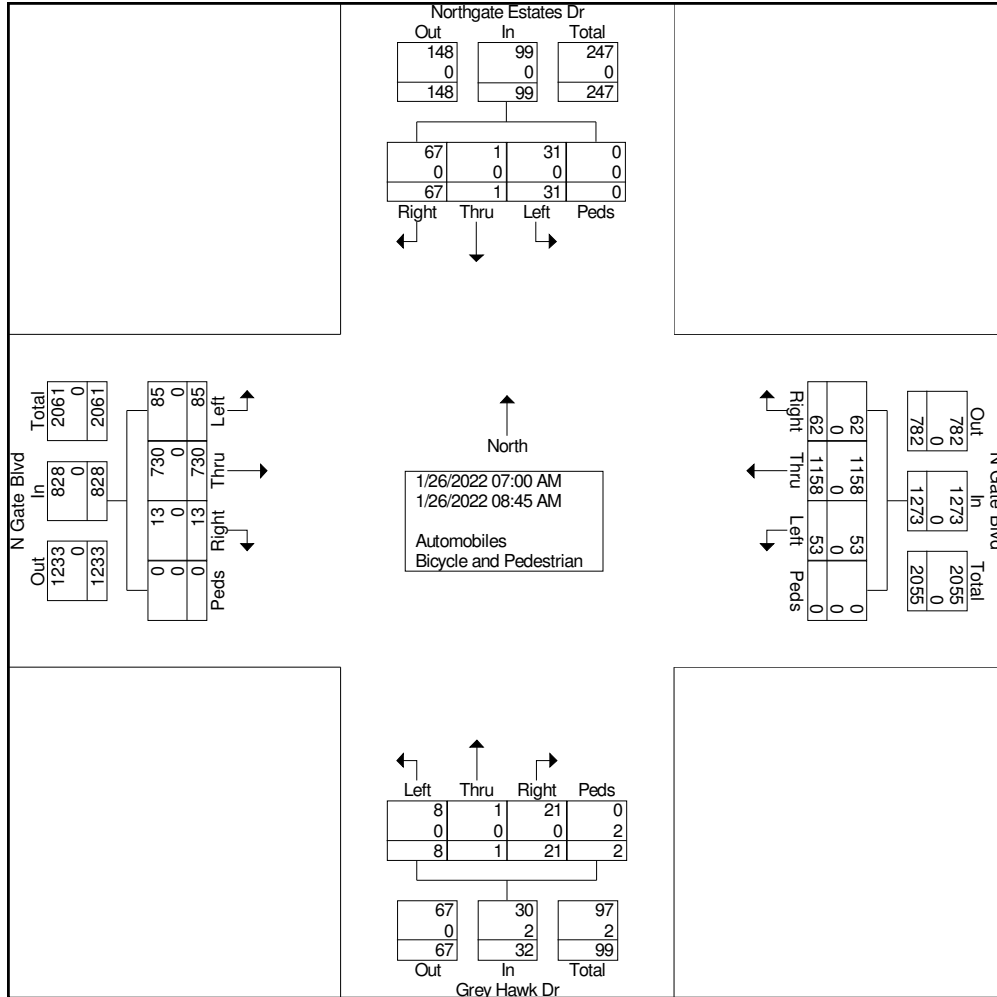 Northgate Estates Dr
Out In Total
148 99 247
0 0 0
148 99 247
67 1 31 0
0 0 0 0
67 1 31 0
Right Thru Left Peds
N Gate Blvd
Total In Out
2061 828 1233
0 0 0
2061 828 1233
85 730 13 0
0 0 0 0
85 730 13 0
Left Thru Right Peds
North
1/26/2022 07:00 AM
1/26/2022 08:45 AM
Automobiles
Bicycle and Pedestrian
N Gate Blvd
Out In Total
782 1273 2055
0 0 0
782 1273 2055
62 1158 53 0
0 0 0 0
62 1158 53 0
Right Thru Left Peds
Left Thru Right Peds
8 1 21 0
0 0 0 2
8 1 21 2
67 30 97
0 2 2
67 32 99
Out In Total
Grey Hawk Dr